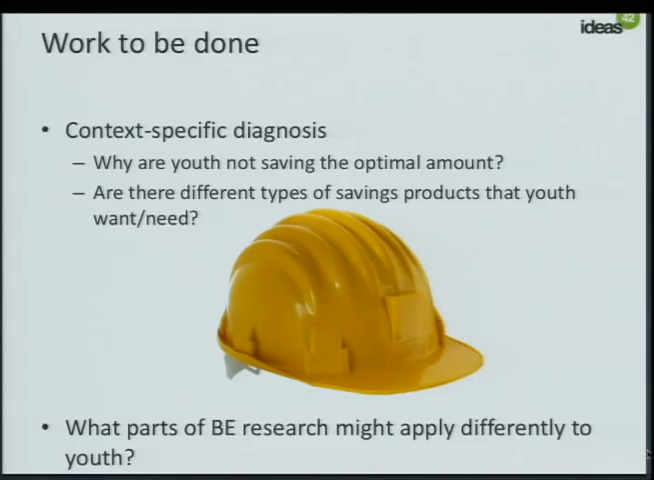 ideas 42
Work to be done
• Context-specific diagnosis
– Why are youth not saving the optimal amount?
– Are there different types of savings products that youth
want/need?
• What parts of BE research might apply differently to
youth?